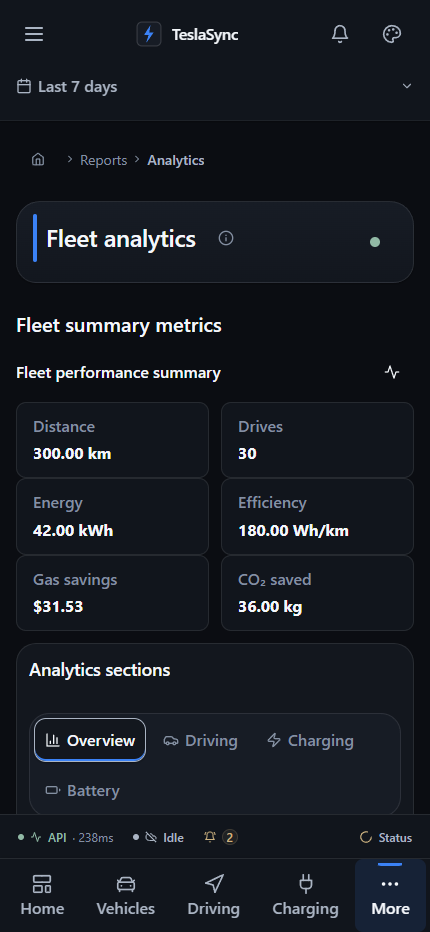 TeslaSync
Last 7 days
Reports
Analytics
Fleet analytics
Fleet summary metrics
Fleet performance summary
Distance
300.00 km
Drives
30
Energy
42.00 kWh
Efficiency
180.00 Wh/km
Gas savings
$31.53
CO₂ saved
36.00 kg
Analytics sections
Overview
Driving
Charging
Battery
API · 238ms
Idle
2
Status
Home
Vehicles
Driving
Charging
More